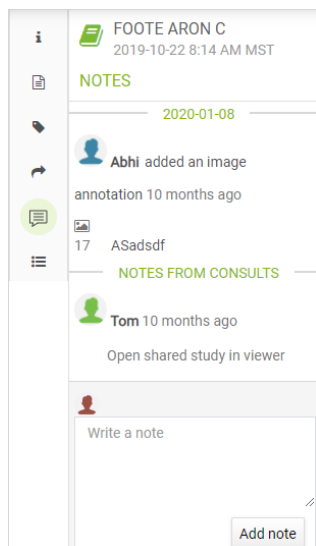 FOOTE ARON C
2019-10-22 8:14 AM MST
NOTES
2020-01-08
Abhi added an image
annotation 10 months ago
17 ASadsdf
NOTES FROM CONSULTS
Tom 10 months ago
Open shared study in viewer
Write a note
Add note